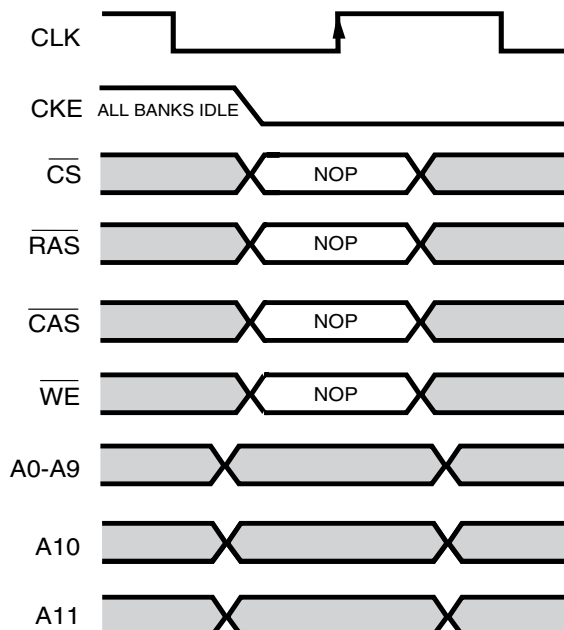 CLK
CKE ALL BANKS IDLE
CS NOP
RAS NOP
CAS NOP
WE NOP
A0-A9
A10
A11